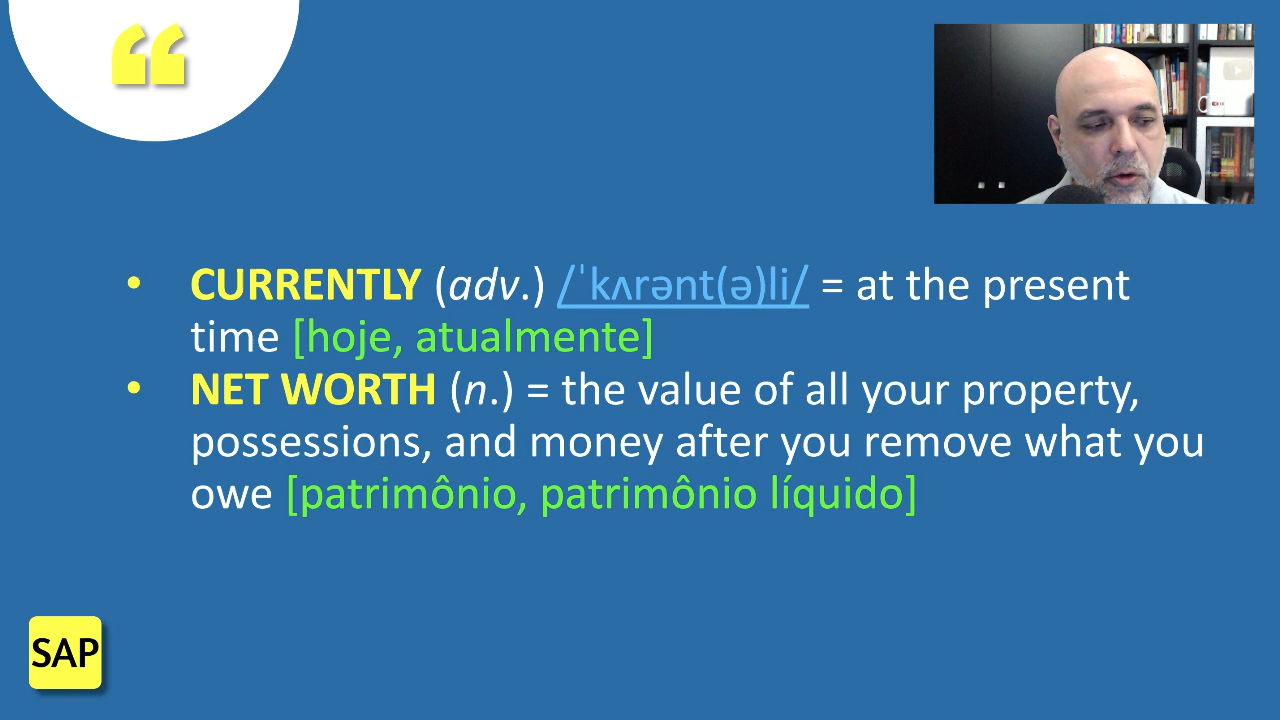 “
• CURRENTLY (adv.) /ˈkʌrənt(ə)li/ = at the present
time [hoje, atualmente]
• NET WORTH (n.) = the value of all your property,
possessions, and money after you remove what you
owe [patrimônio, patrimônio líquido]
SAP